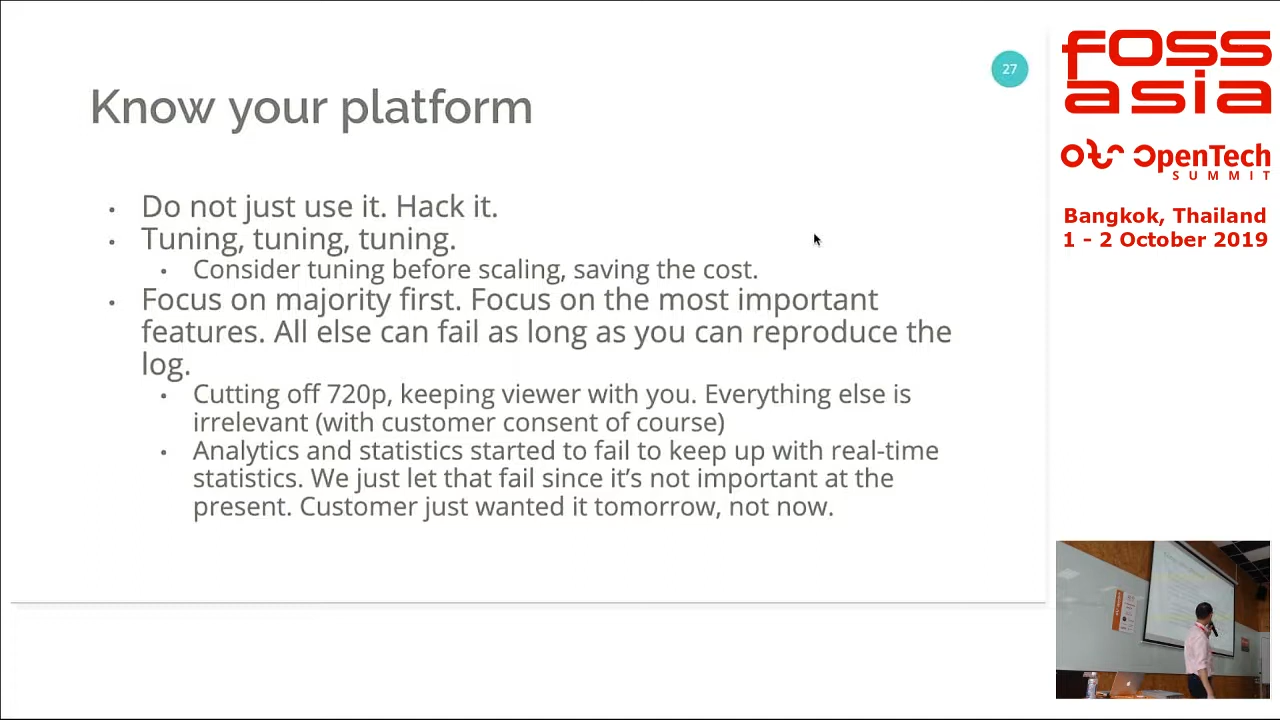 27
Know your platform
• Do not just use it. Hack it.
• Tuning, tuning, tuning.
• Consider tuning before scaling, saving the cost.
• Focus on majority first. Focus on the most important
features. All else can fail as long as you can reproduce the
log.
• Cutting off 720p, keeping viewer with you. Everything else is
irrelevant (with customer consent of course)
• Analytics and statistics started to fail to keep up with real-time
statistics. We just let that fail since it’s not important at the
present. Customer just wanted it tomorrow, not now.
FOSS
asia
OpenTech
SUMMIT
Bangkok, Thailand
1 - 2 October 2019